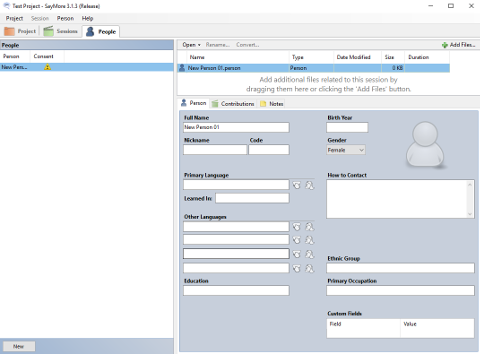 Test Project - SayMore 3.1.3 (Release)
Project Session Person Help
Project Sessions People
People
Person Consent
New Pers...
New
Open Rename... Convert... Add Files...
Name Type Date Modified Size Duration
New Person 01.person Person 0 KB
Add additional files related to this session by
dragging them here or clicking the 'Add Files' button.
Person Contributions Notes
Full Name Birth Year
New Person 01
Nickname Code Gender
Female
Primary Language How to Contact
Learned In:
Other Languages
Ethnic Group
Education Primary Occupation
Custom Fields
Field Value